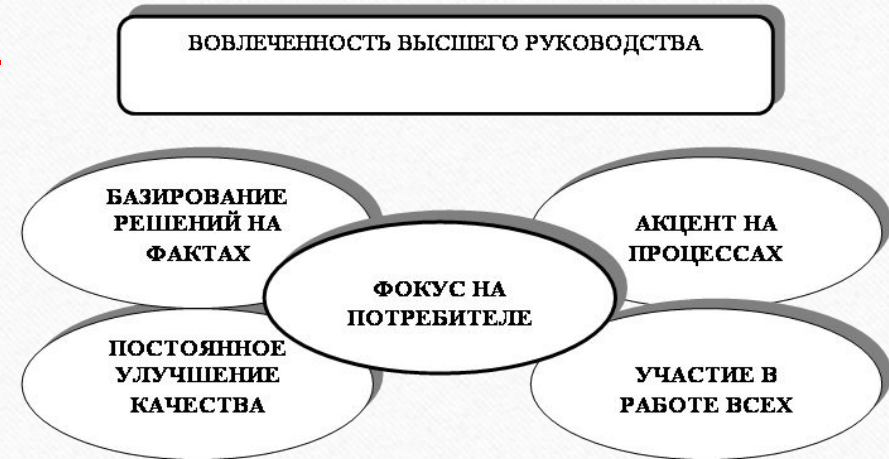 ВОВЛЕЧЕННОСТЬ ВЫСШЕГО РУКОВОДСТВА
БАЗИРОВАНИЕ
РЕШЕНИЙ НА
ФАКТАХ
АКЦЕНТ НА
ПРОЦЕССАХ
ФОКУС НА
ПОТРЕБИТЕЛЕ
ПОСТОЯННОЕ
УЛУЧШЕНИЕ
КАЧЕСТВА
УЧАСТИЕ В
РАБОТЕ ВСЕХ